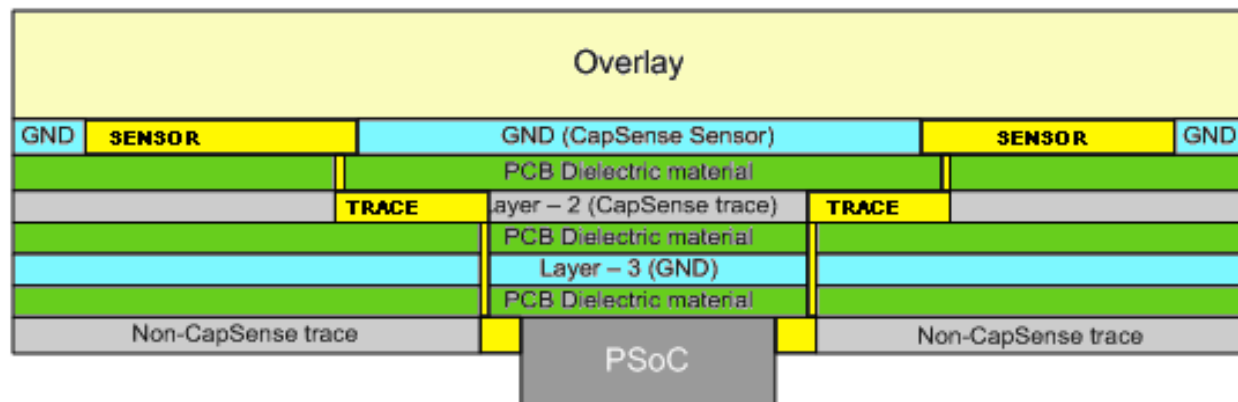 Overlay
GND SENSOR GND (CapSense Sensor) SENSOR GND
PCB Dielectric material
TRACE ayer – 2 (CapSense trace) TRACE
PCB Dielectric material
Layer – 3 (GND)
PCB Dielectric material
Non-CapSense trace PSoC Non-CapSense trace